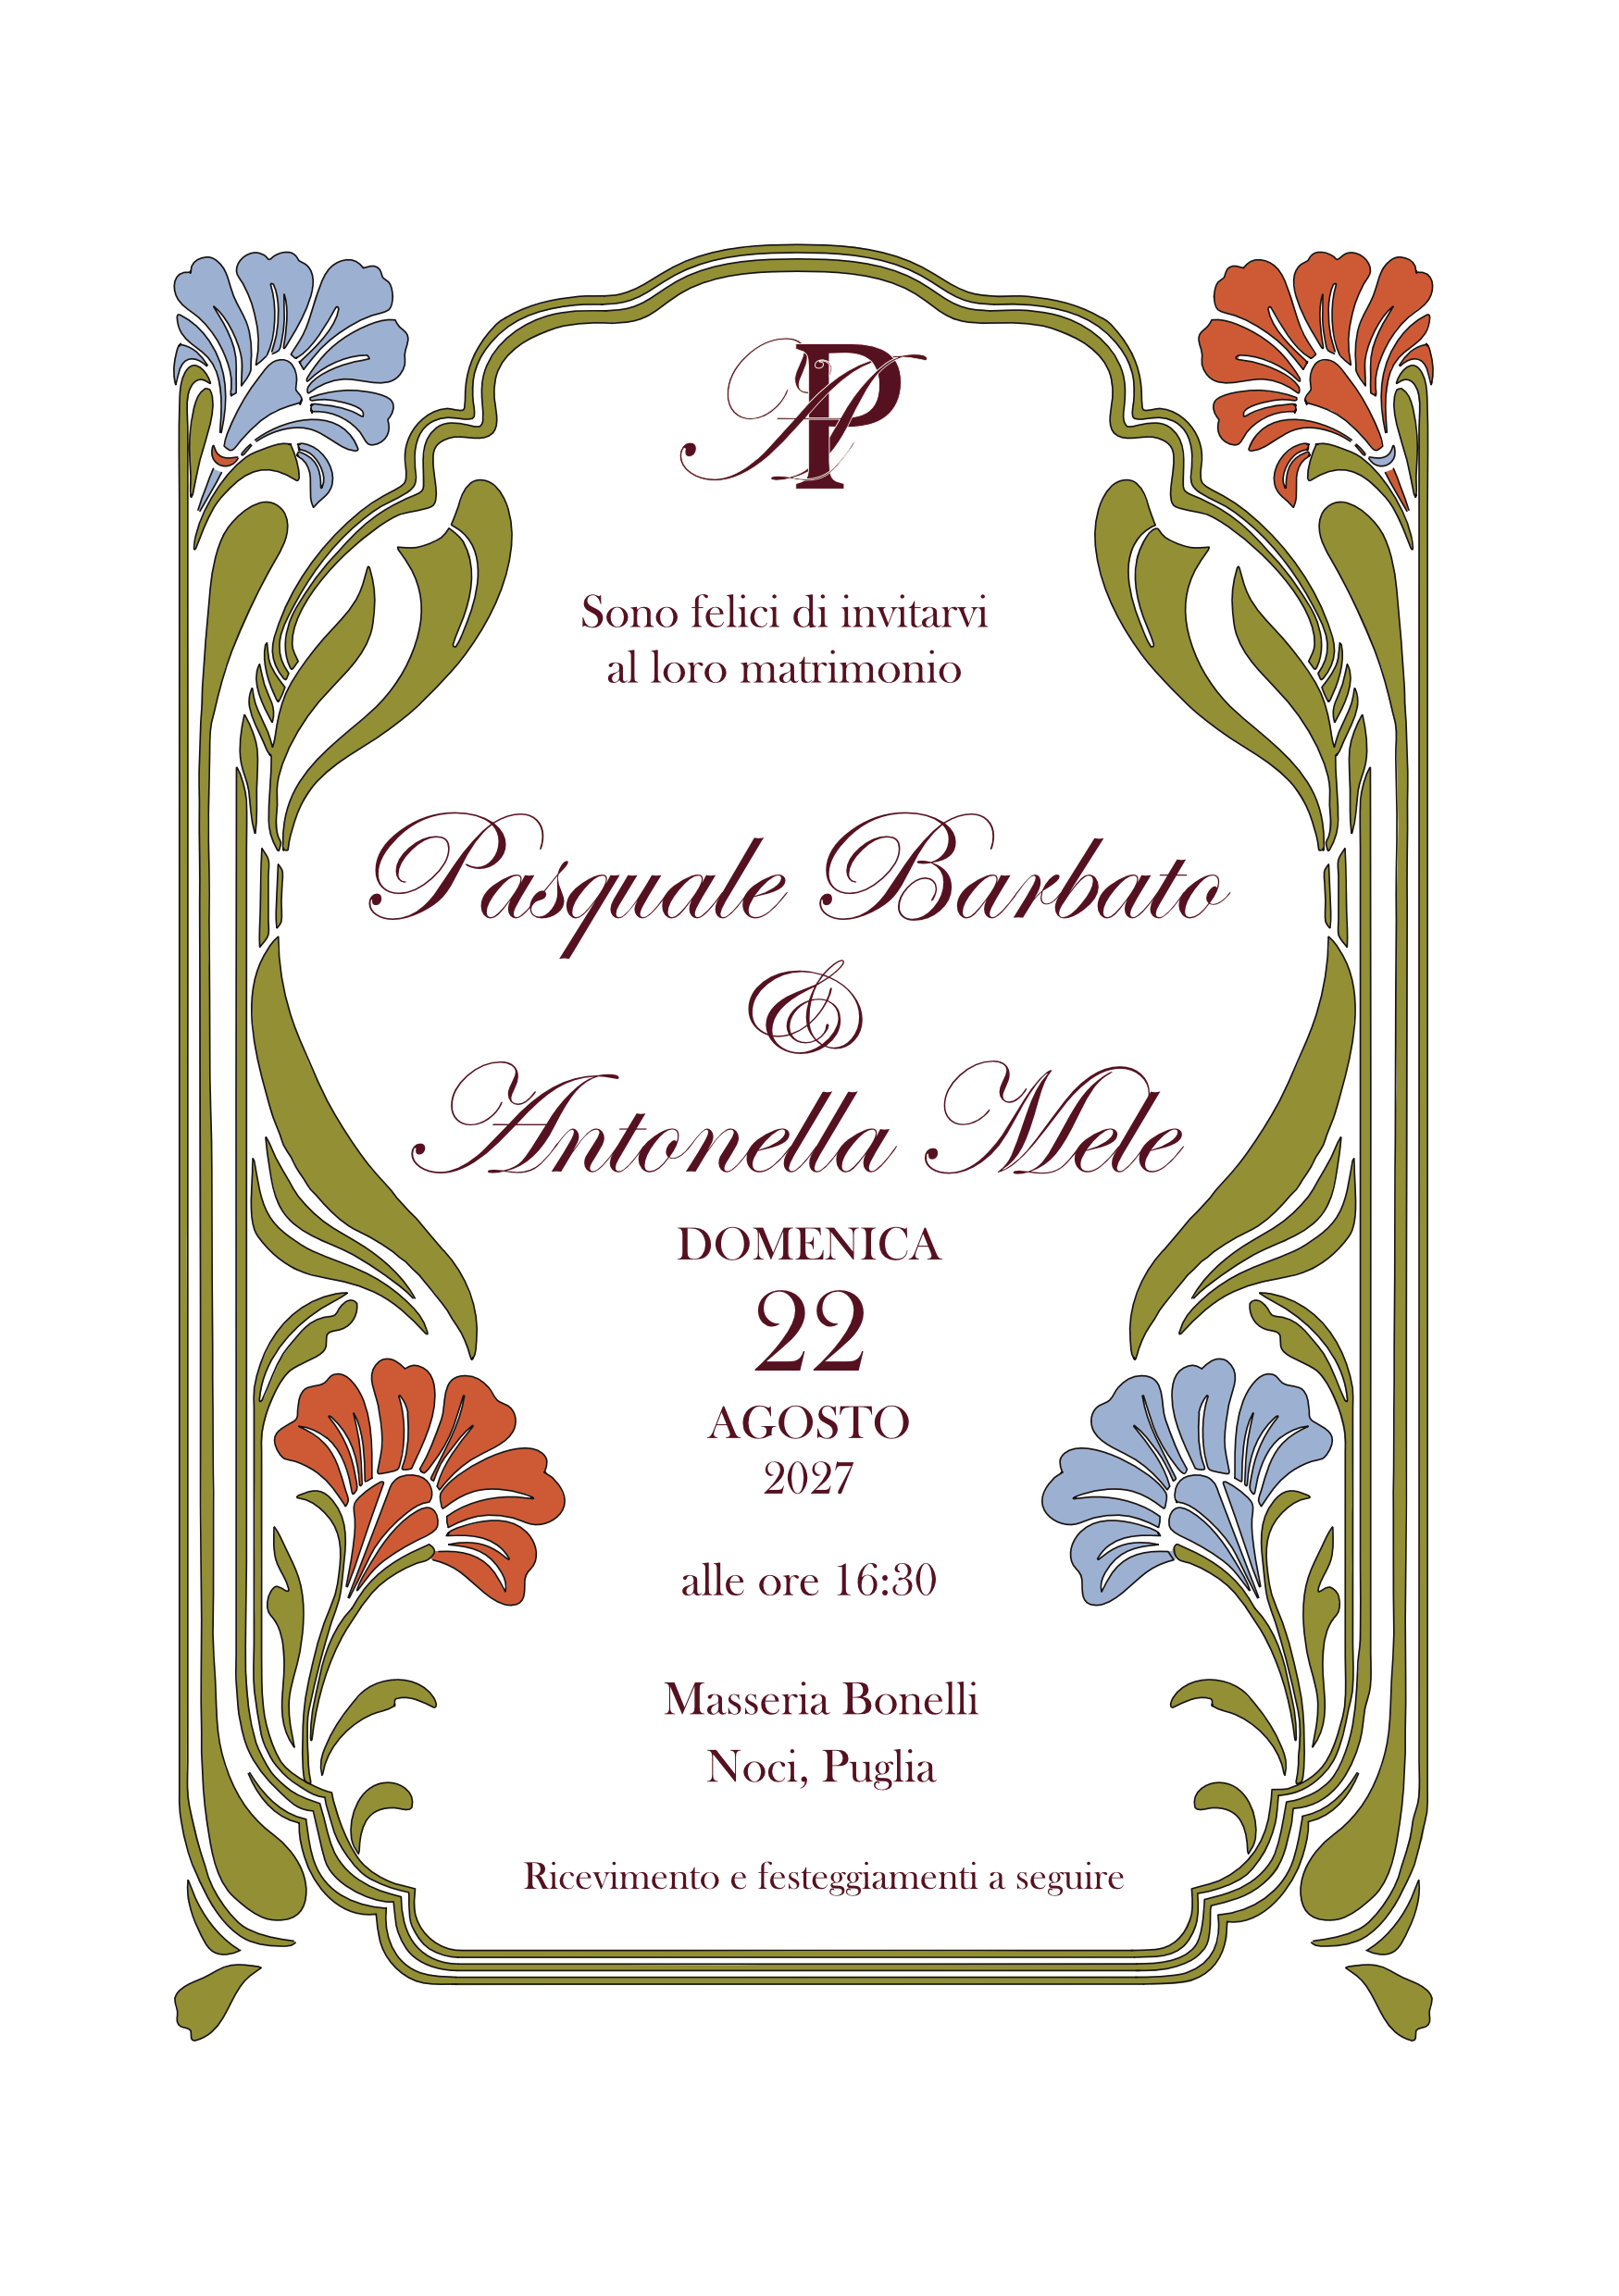 AP
Sono felici di invitarvi
al loro matrimonio
Pasquale Barbato
&
Antonella Mele
DOMENICA
22
AGOSTO
2027
alle ore 16:30
Masseria Bonelli
Noci, Puglia
Ricevimento e festeggiamenti a seguire